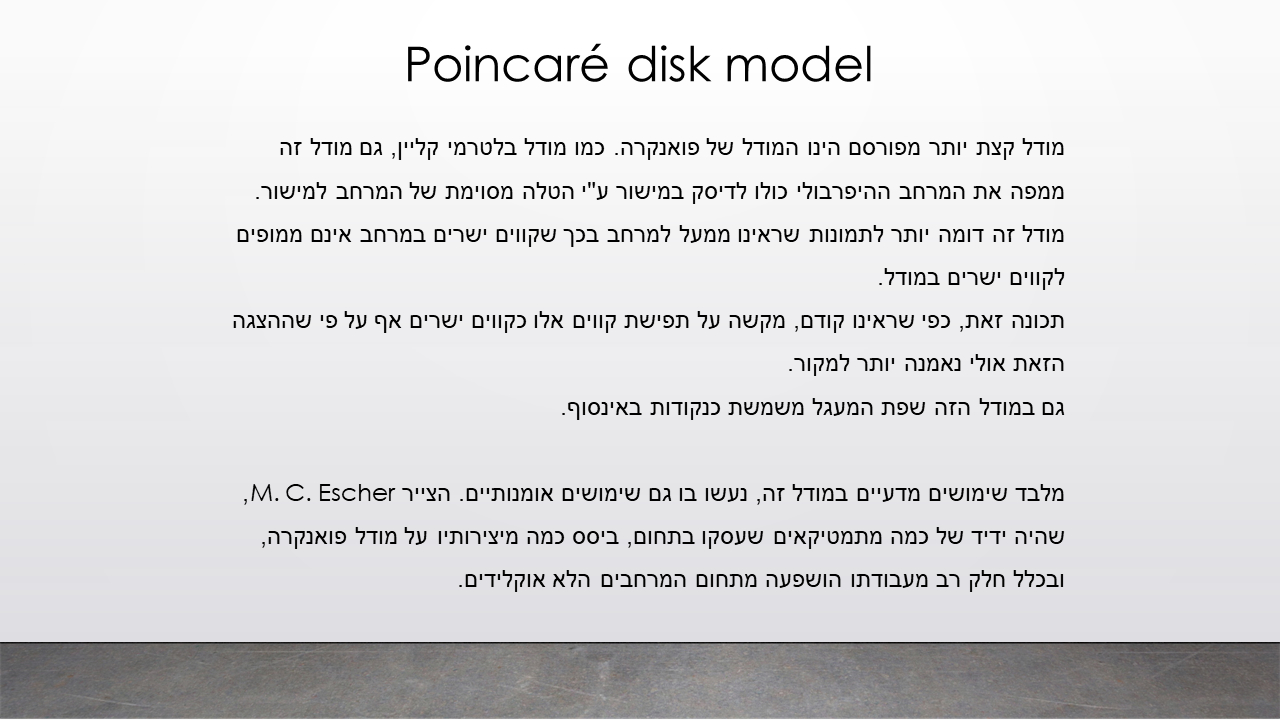 Poincaré disk model
מודל קצת יותר מפורסם הינו המודל של פואנקרה. כמו מודל בלטרמי קליין, גם מודל זה
ממפה את המרחב ההיפרבולי כולו לדיסק במישור ע"י הטלה מסוימת של המרחב למישור.
מודל זה דומה יותר לתמונות שראינו ממעל למרחב בכך שקווים ישרים במרחב אינם ממופים
לקווים ישרים במודל.
תכונה זאת, כפי שראינו קודם, מקשה על תפישת קווים אלו כקווים ישרים אף על פי שההצגה
הזאת אולי נאמנה יותר למקור.
גם במודל הזה שפת המעגל משמשת כנקודות באינסוף.
מלבד שימושים מדעיים במודל זה, נעשו בו גם שימושים אומנותיים. הצייר M. C. Escher,
שהיה ידיד של כמה מתמטיקאים שעסקו בתחום, ביסס כמה מיצירותיו על מודל פואנקרה,
ובכלל חלק רב מעבודתו הושפעה מתחום המרחבים הלא אוקלידים.